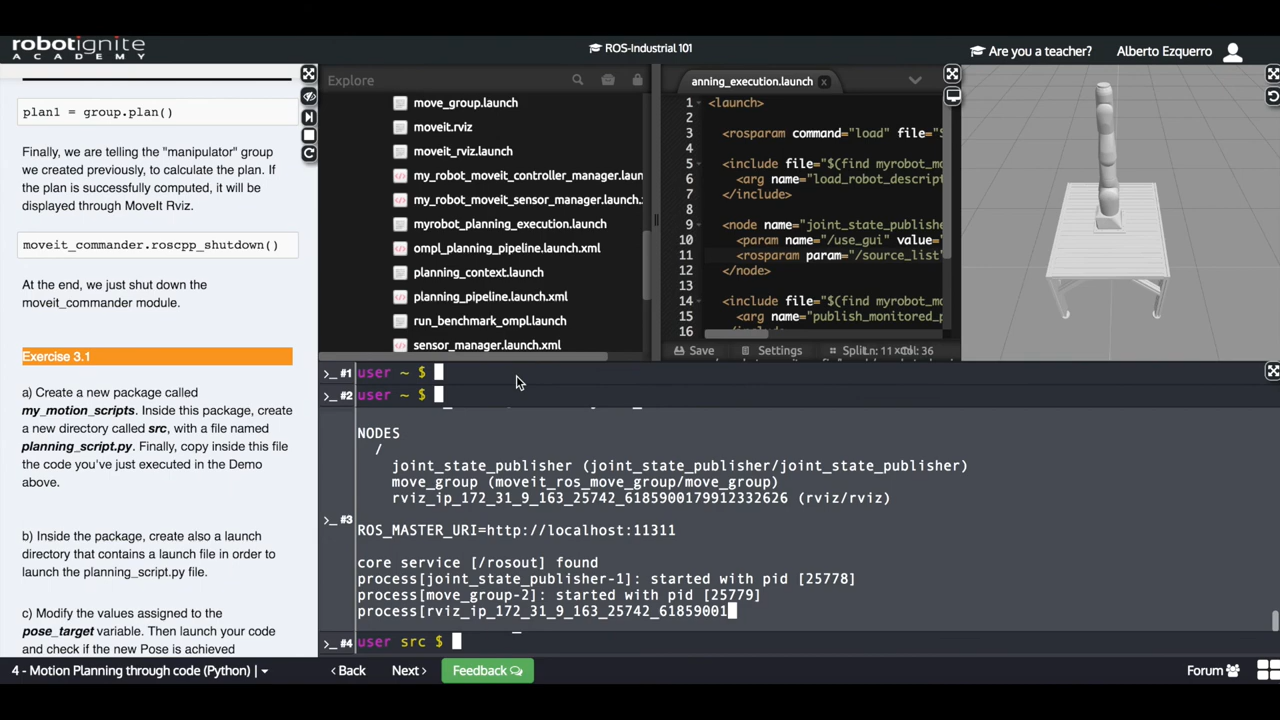 robotignite
ACADEMY
ROS-Industrial 101
Are you a teacher?
Alberto Ezquerro
plan1 = group.plan()
Finally, we are telling the "manipulator" group
we created previously, to calculate the plan. If
the plan is successfully computed, it will be
displayed through MoveIt Rviz.
moveit_commander.roscpp_shutdown()
At the end, we just shut down the
moveit_commander module.
Exercise 3.1
a) Create a new package called
my_motion_scripts. Inside this package, create
a new directory called src, with a file named
planning_script.py. Finally, copy inside this file
the code you've just executed in the Demo
above.
b) Inside the package, create also a launch
directory that contains a launch file in order to
launch the planning_script.py file.
c) Modify the values assigned to the
pose_target variable. Then launch your code
and check if the new Pose is achieved
Explore
move_group.launch
moveit.rviz
moveit_rviz.launch
my_robot_moveit_controller_manager.laun
my_robot_moveit_sensor_manager.launch.
myrobot_planning_execution.launch
ompl_planning_pipeline.launch.xml
planning_context.launch
planning_pipeline.launch.xml
run_benchmark_ompl.launch
sensor_manager.launch.xml
anning_execution.launch
1 <launch>
2
3 <rosparam command="load" file="
4
5 <include file="$(find myrobot_m
6 <arg name="load_robot_descript
7 </include>
8
9 <node name="joint_state_publishe
10 <param name="/use_gui" value="
11 <rosparam param="/source_list"
12 </node>
13
14 <include file="$(find myrobot_m
15 <arg name="publish_monitored_p
16
Save
Settings
Split
Ln: 11
Col: 36
>_ #1 user ~ $
>_ #2 user ~ $
NODES
/
joint_state_publisher (joint_state_publisher/joint_state_publisher)
move_group (moveit_ros_move_group/move_group)
rviz_ip_172_31_9_163_25742_6185900179912332626 (rviz/rviz)
>_ #3
ROS_MASTER_URI=http://localhost:11311
core service [/rosout] found
process[joint_state_publisher-1]: started with pid [25778]
process[move_group-2]: started with pid [25779]
process[rviz_ip_172_31_9_163_25742_61859001
>_ #4 user src $
4 - Motion Planning through code (Python) |
‹ Back
Next ›
Feedback
Forum